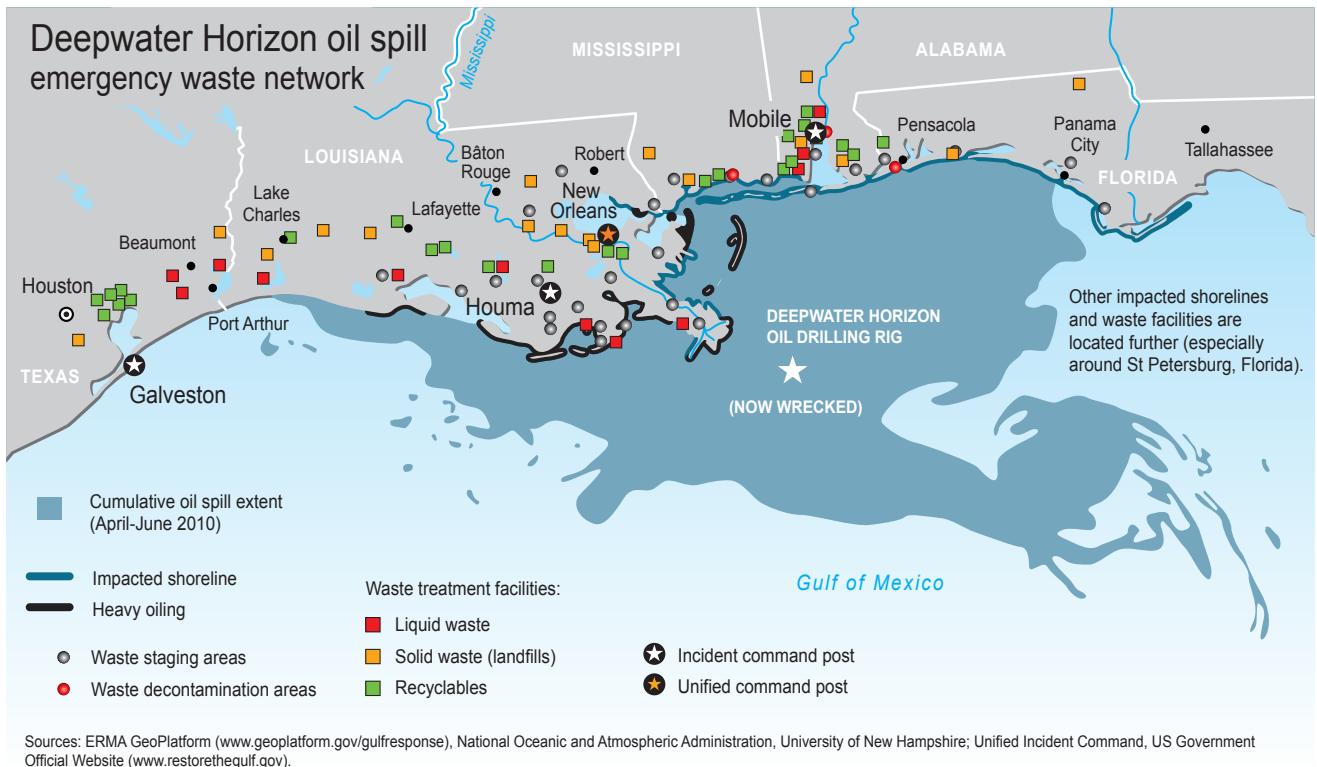 Deepwater Horizon oil spill
emergency waste network
Mississippi
MISSISSIPPI
ALABAMA
LOUISIANA
Mobile
Pensacola
Panama
City
Tallahassee
FLORIDA
Bâton
Rouge
Robert
New
Orleans
Lake
Charles
Lafayette
Beaumont
Houston
Port Arthur
Houma
TEXAS
Galveston
DEEPWATER HORIZON
OIL DRILLING RIG
(NOW WRECKED)
Other impacted shorelines
and waste facilities are
located further (especially
around St Petersburg, Florida).
Cumulative oil spill extent
(April-June 2010)
Impacted shoreline
Heavy oiling
Waste staging areas
Waste decontamination areas
Waste treatment facilities:
Liquid waste
Solid waste (landfills)
Recyclables
Gulf of Mexico
Incident command post
Unified command post
Sources: ERMA GeoPlatform (www.geoplatform.gov/gulfresponse), National Oceanic and Atmospheric Administration, University of New Hampshire; Unified Incident Command, US Government
Official Website (www.restorethegulf.gov).